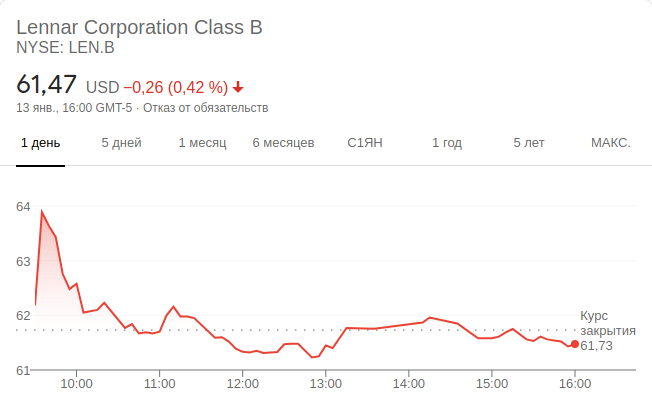 Lennar Corporation Class B
NYSE: LEN.B
61,47 USD −0,26 (0,42 %)
13 янв., 16:00 GMT-5 · Отказ от обязательств
1 день 5 дней 1 месяц 6 месяцев С1ЯН 1 год 5 лет МАКС.
64
63
62
61
Курс
закрытия
61,73
10:00 11:00 12:00 13:00 14:00 15:00 16:00